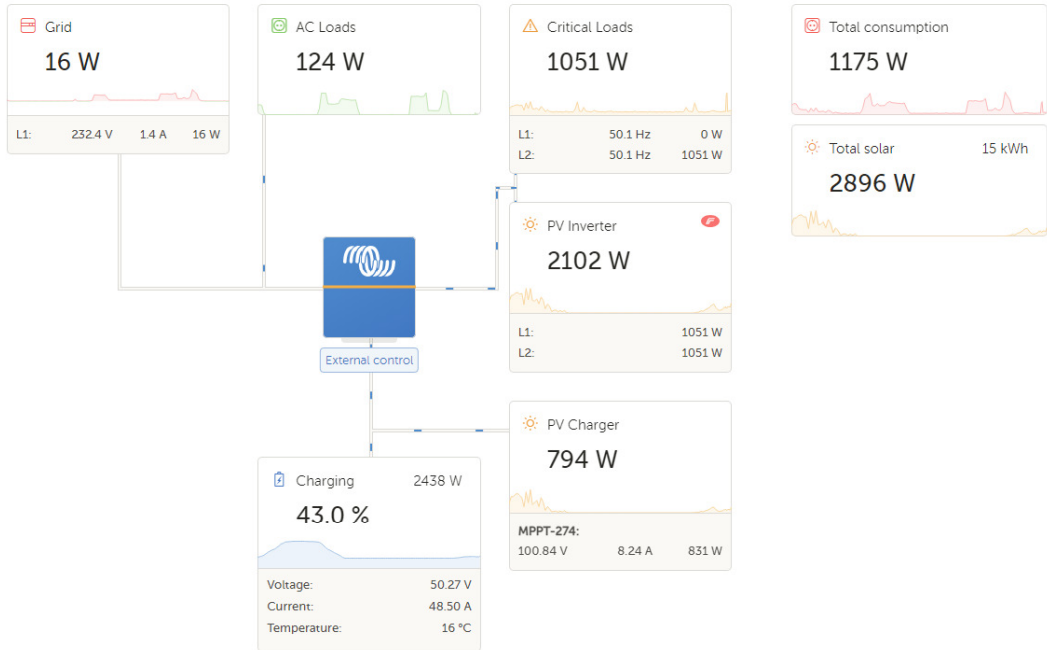 Grid
16 W
L1: 232.4 V 1.4 A 16 W
AC Loads
124 W
Critical Loads
1051 W
L1: 50.1 Hz 0 W
L2: 50.1 Hz 1051 W
Total consumption
1175 W
Total solar 15 kWh
2896 W
PV Inverter
2102 W
L1: 1051 W
L2: 1051 W
External control
PV Charger
794 W
MPPT-274:
100.84 V 8.24 A 831 W
Charging 2438 W
43.0 %
Voltage: 50.27 V
Current: 48.50 A
Temperature: 16 °C